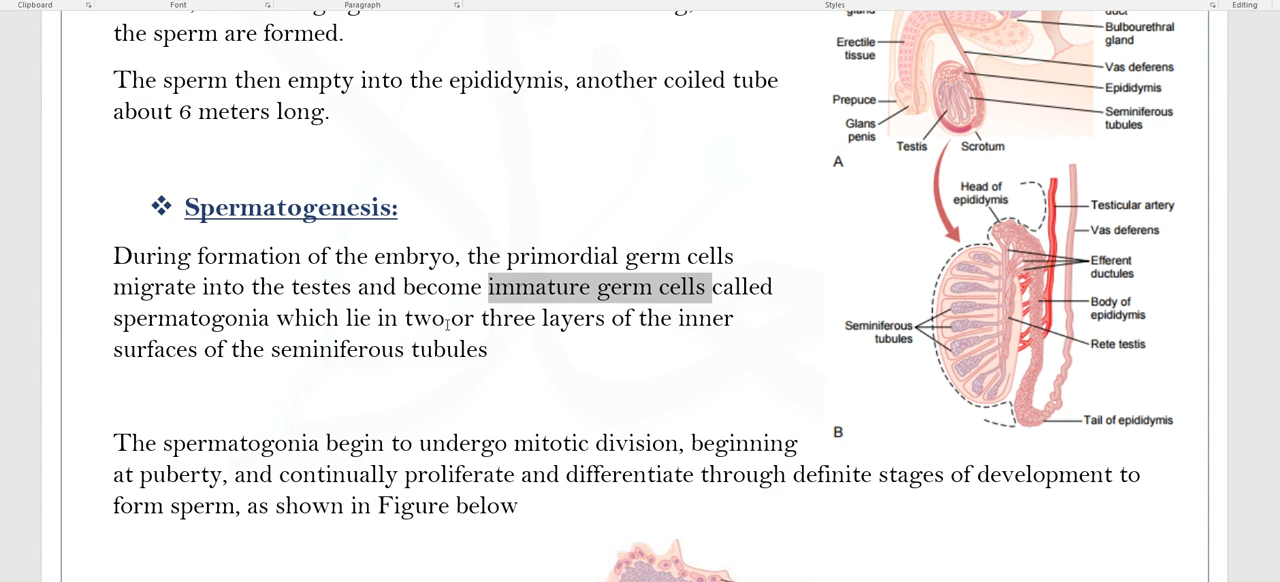 Clipboard
Font
Paragraph
Styles
Editing
the sperm are formed.
The sperm then empty into the epididymis, another coiled tube
about 6 meters long.
❖ Spermatogenesis:
During formation of the embryo, the primordial germ cells
migrate into the testes and become immature germ cells called
spermatogonia which lie in two or three layers of the inner
surfaces of the seminiferous tubules
The spermatogonia begin to undergo mitotic division, beginning
at puberty, and continually proliferate and differentiate through definite stages of development to
form sperm, as shown in Figure below
gland
duct
Bulbourethral
gland
Erectile
tissue
Vas deferens
Epididymis
Prepuce
Seminiferous
tubules
Glans
penis
Testis
Scrotum
A
Head of
epididymis
Testicular artery
Vas deferens
Efferent
ductules
Body of
epididymis
Seminiferous
tubules
Rete testis
Tail of epididymis
B